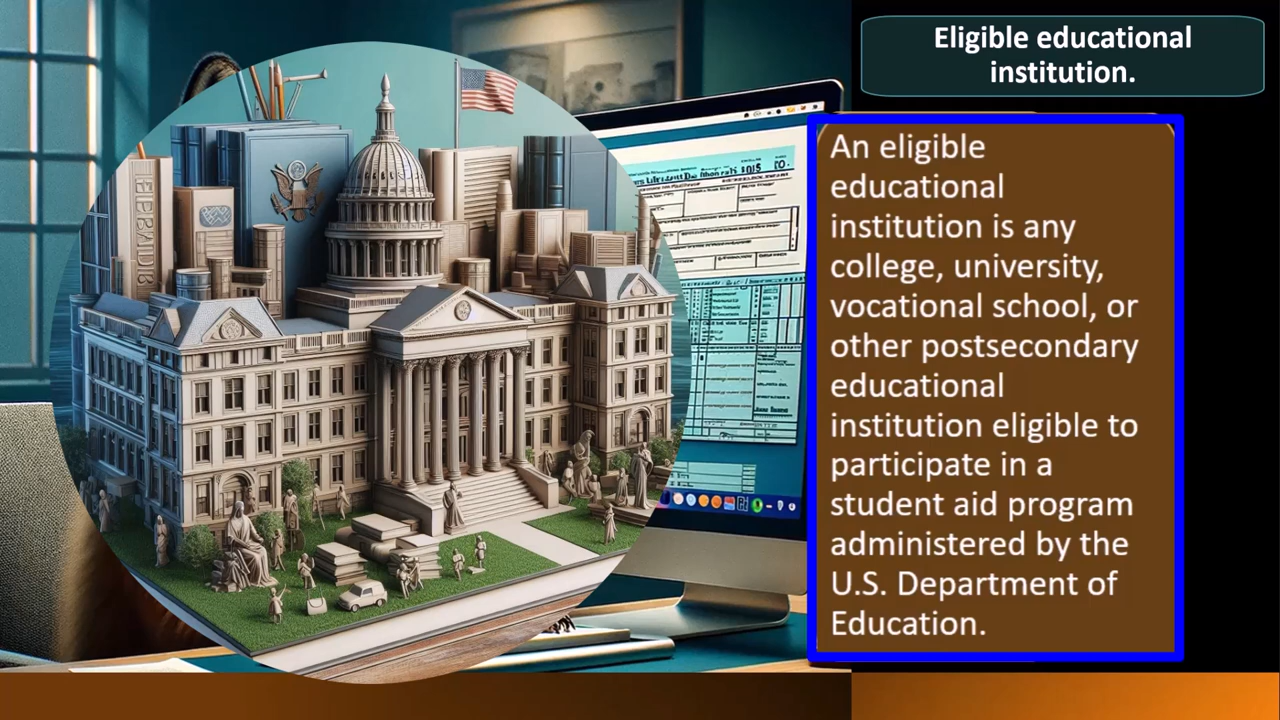 Eligible educational
institution.
An eligible
educational
institution is any
college, university,
vocational school, or
other postsecondary
educational
institution eligible to
participate in a
student aid program
administered by the
U.S. Department of
Education.